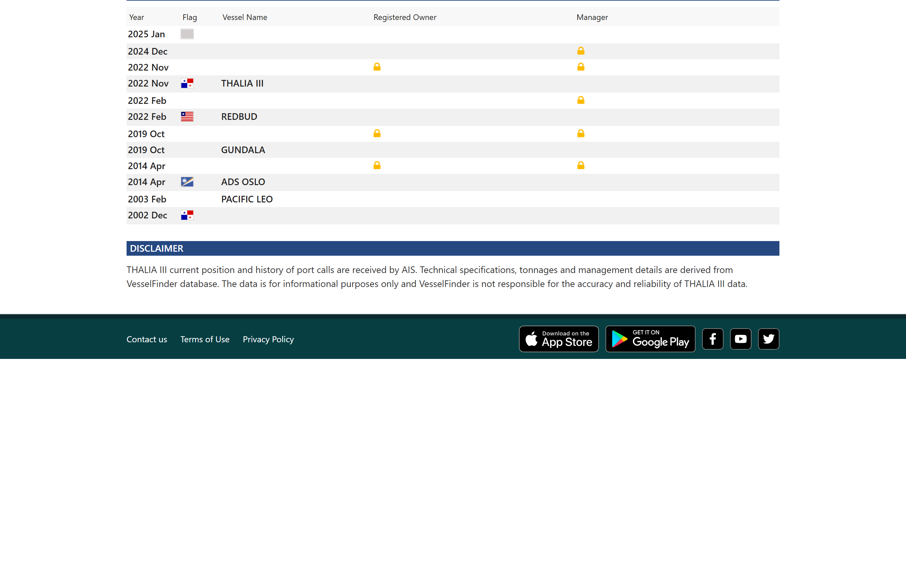 Year Flag Vessel Name Registered Owner Manager
2025 Jan
2024 Dec
2022 Nov
2022 Nov THALIA III
2022 Feb
2022 Feb REDBUD
2019 Oct
2019 Oct GUNDALA
2014 Apr
2014 Apr ADS OSLO
2003 Feb PACIFIC LEO
2002 Dec
DISCLAIMER
THALIA III current position and history of port calls are received by AIS. Technical specifications, tonnages and management details are derived from
VesselFinder database. The data is for informational purposes only and VesselFinder is not responsible for the accuracy and reliability of THALIA III data.
Contact us Terms of Use Privacy Policy
Download on the
App Store
GET IT ON
Google Play